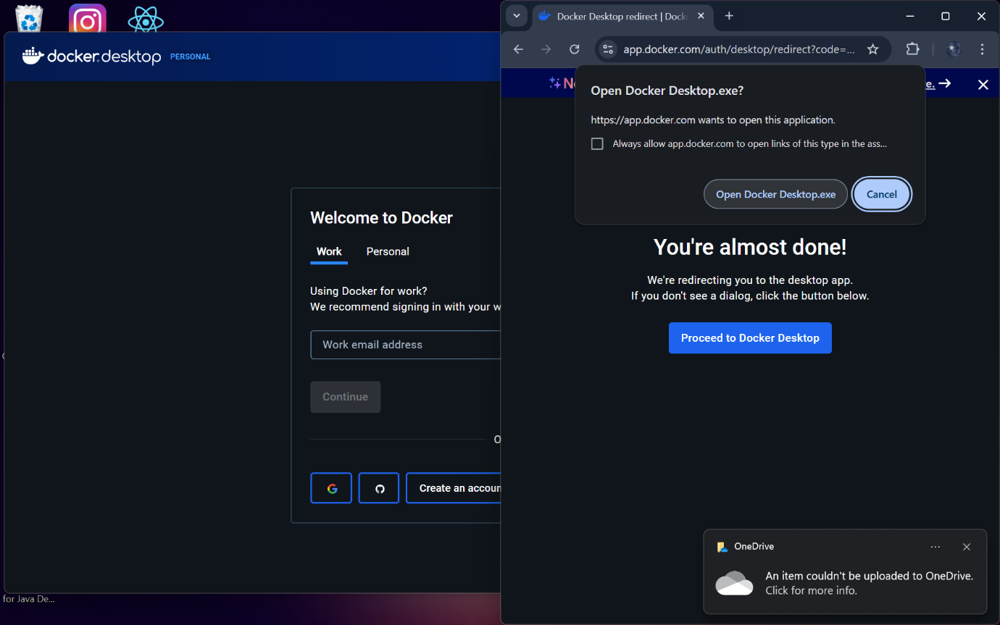 docker.desktop PERSONAL
Welcome to Docker
Work Personal
Using Docker for work?
We recommend signing in with your w
Work email address
Continue
O
Create an accoun
for Java De...
Docker Desktop redirect | Dock
app.docker.com/auth/desktop/redirect?code=...
e.
Open Docker Desktop.exe?
https://app.docker.com wants to open this application.
Always allow app.docker.com to open links of this type in the ass...
Open Docker Desktop.exe Cancel
You're almost done!
We're redirecting you to the desktop app.
If you don't see a dialog, click the button below.
Proceed to Docker Desktop
OneDrive
An item couldn't be uploaded to OneDrive.
Click for more info.